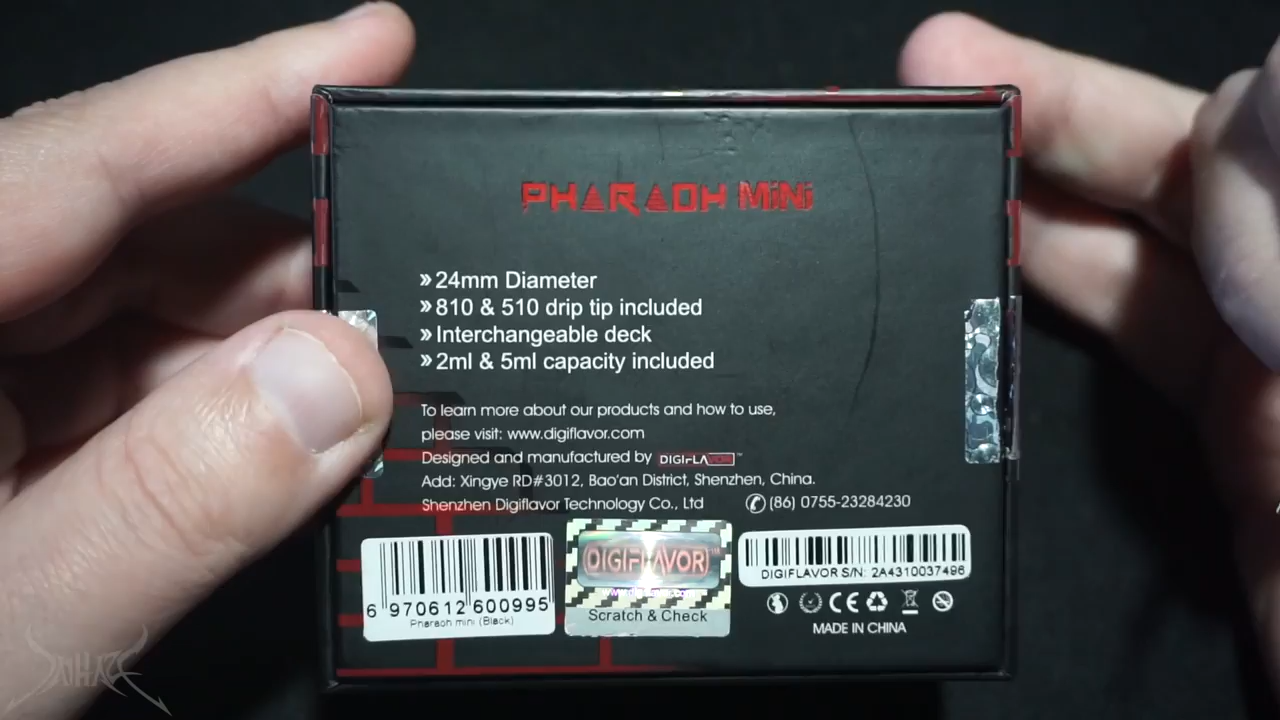 PHARAOH MiNi
»24mm Diameter
»810 & 510 drip tip included
»Interchangeable deck
»2ml & 5ml capacity included
To learn more about our products and how to use,
please visit: www.digiflavor.com
Designed and manufactured by DIGIFLAVOR™
Add: Xingye RD#3012, Bao'an District, Shenzhen, China.
Shenzhen Digiflavor Technology Co., Ltd (86) 0755-23284230
DIGIFLAVOR™
Scratch & Check
6 970612 600995
Pharaoh mini (Black)
DIGIFLAVOR S/N: 2A4310037496
CE
MADE IN CHINA